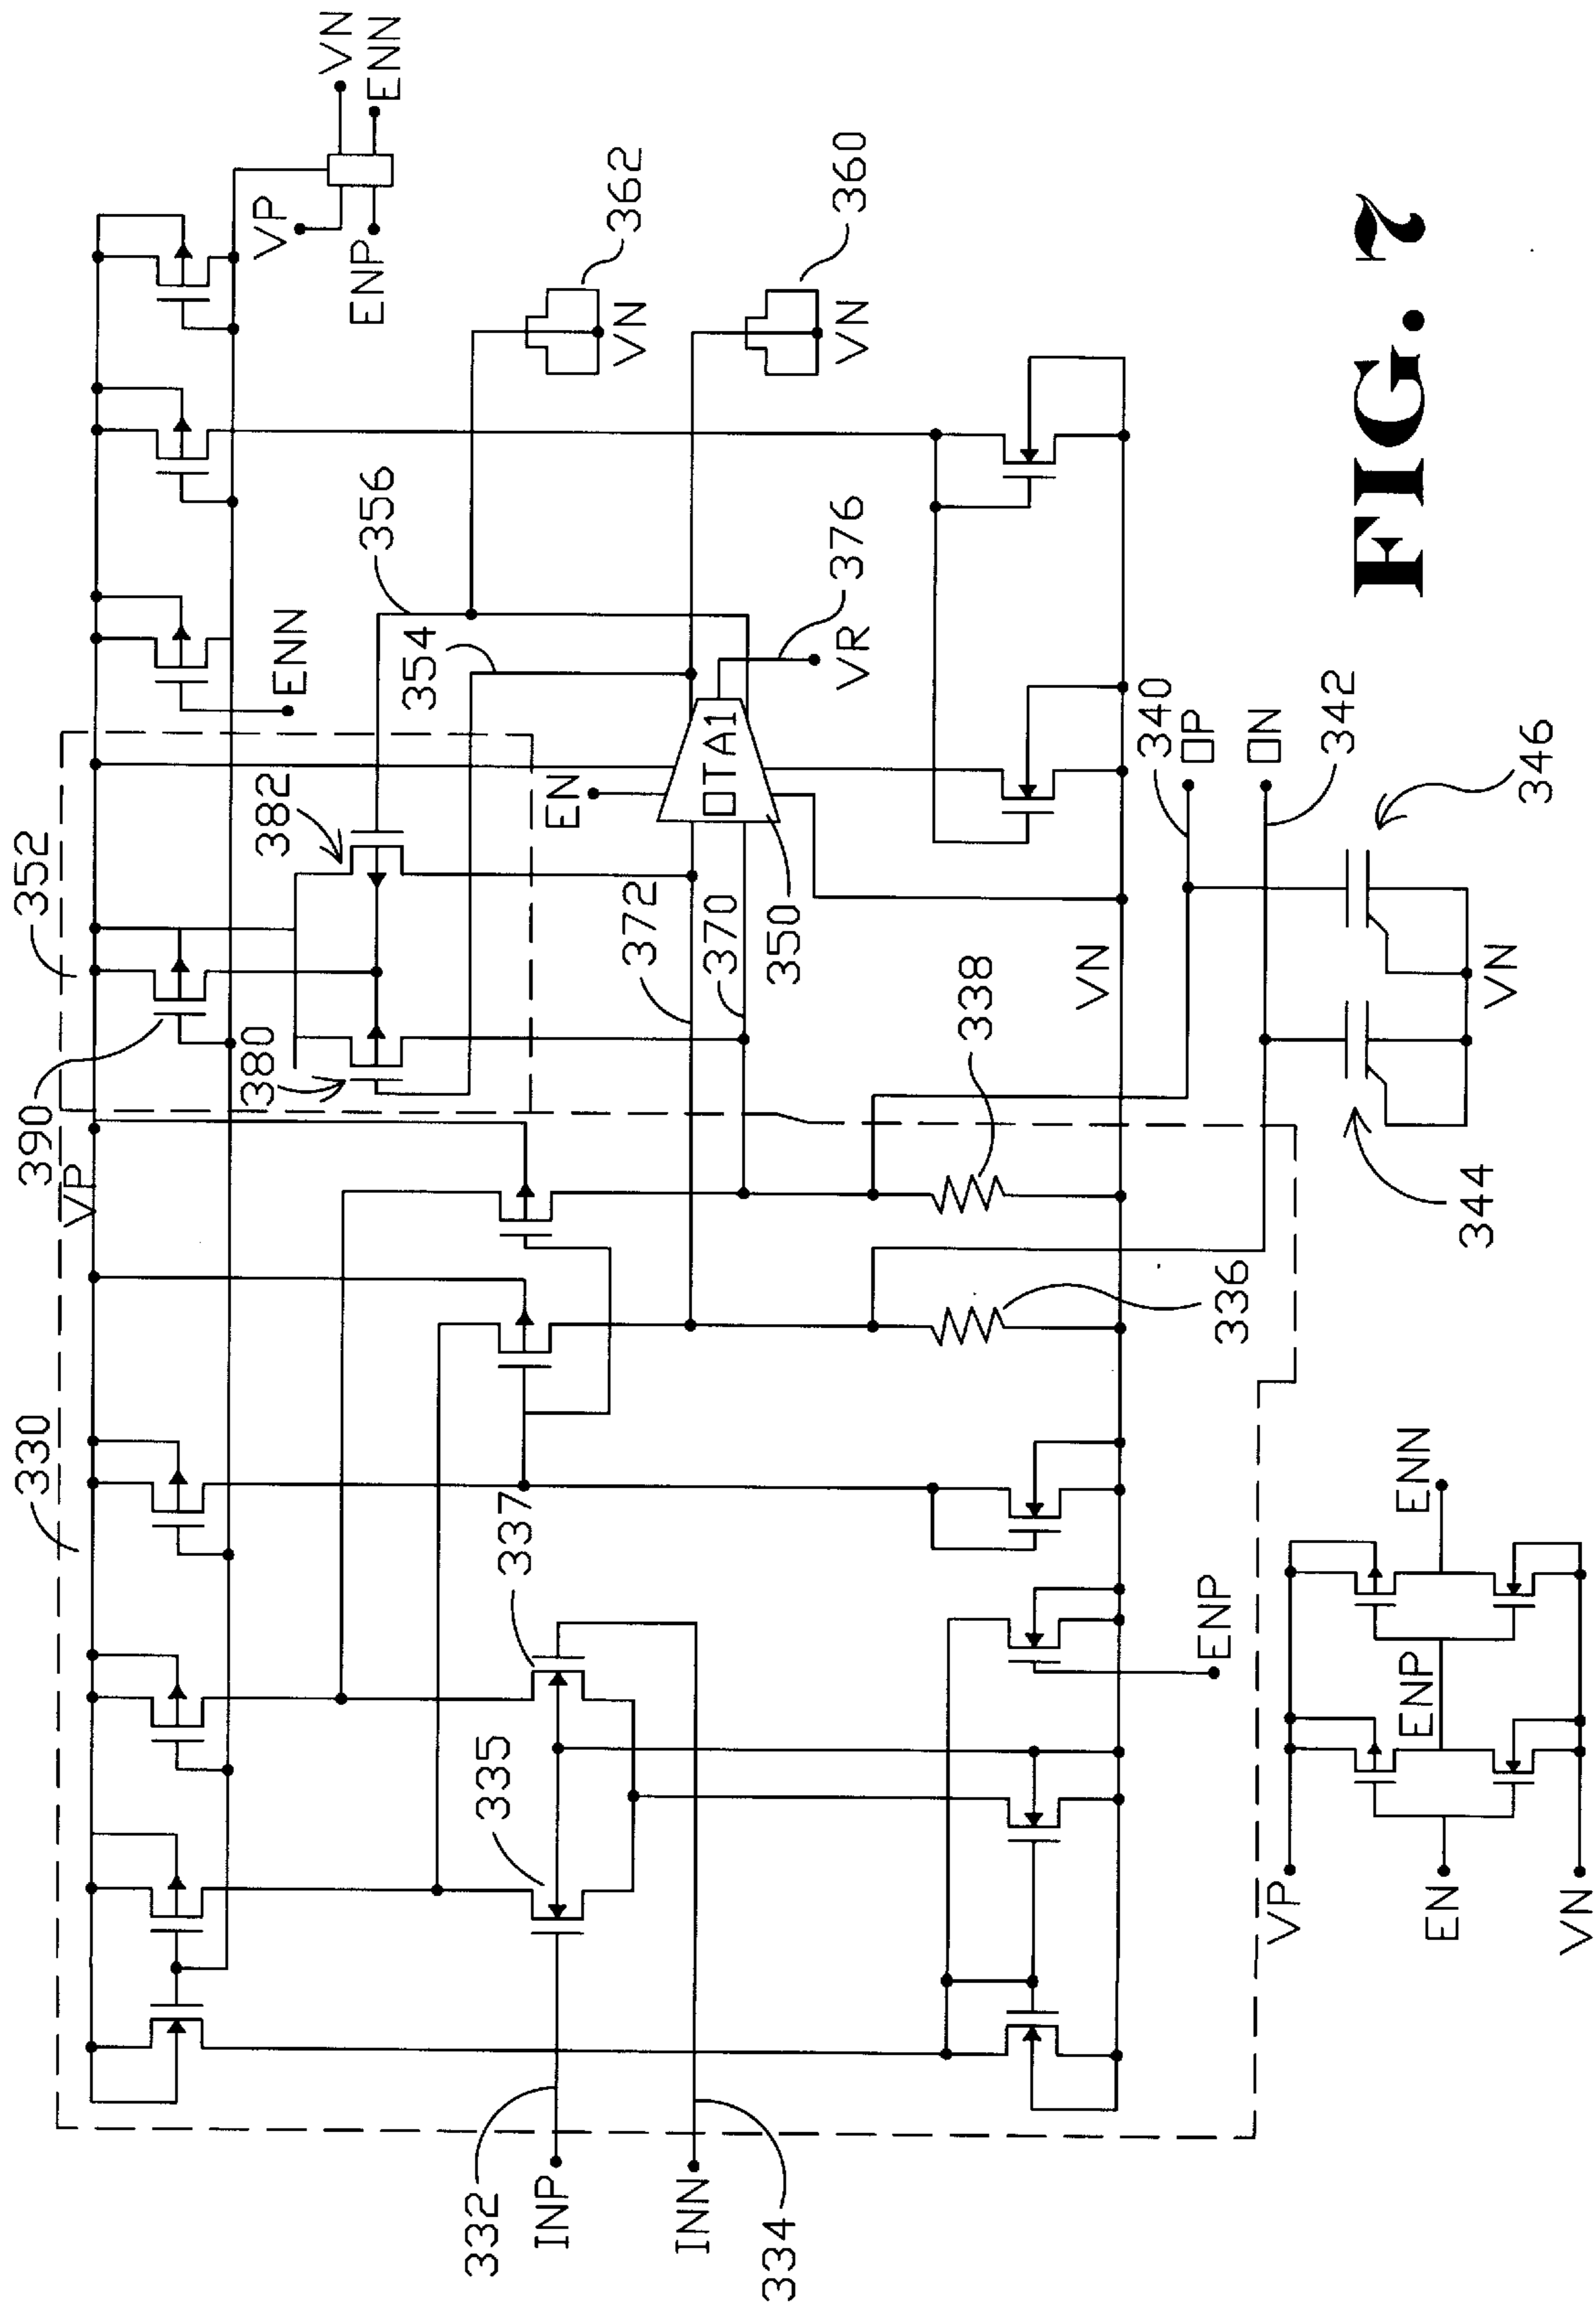 330
352
390
VP
382
380
ENN
354
356
VP
VN
ENP
ENN
362
VN
360
VN
332
INP
INN
334
335
337
EN
OTA1
350
372
370
VR
376
336
338
VN
340
OP
ON
342
ENP
344
346
VN
VP
EN
VN
ENP
ENN
FIG. 7